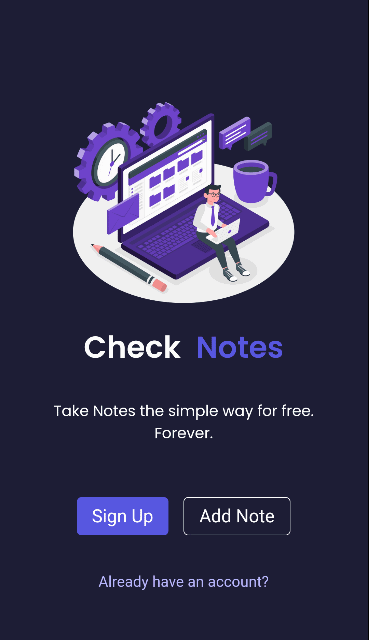 Check Notes
Take Notes the simple way for free.
Forever.
Sign Up
Add Note
Already have an account?